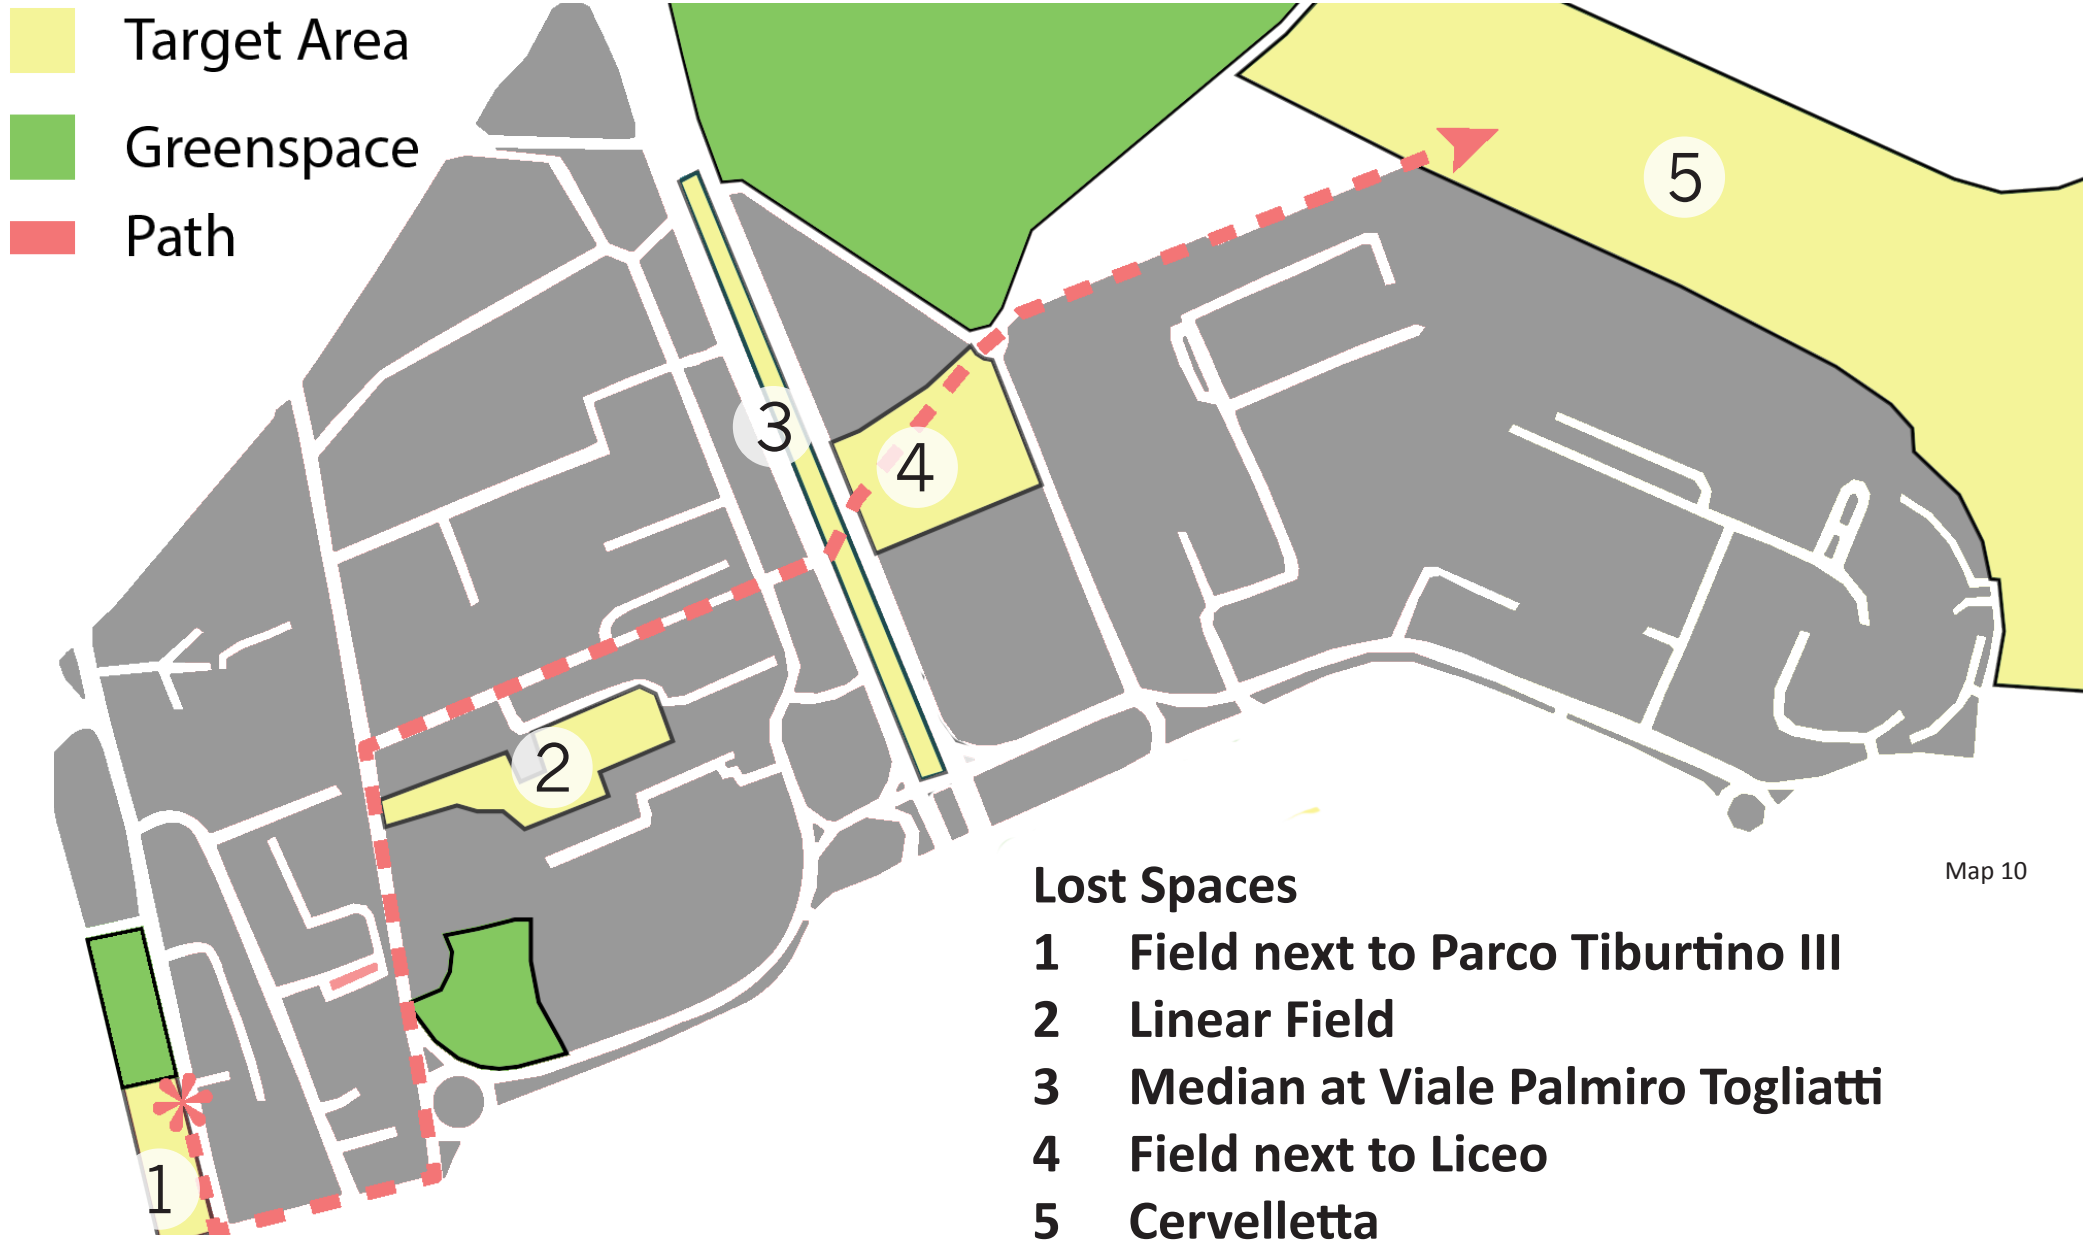 Target Area
Greenspace
Path
5
3
4
2
1
Map 10
Lost Spaces
1 Field next to Parco Tiburtino III
2 Linear Field
3 Median at Viale Palmiro Togliatti
4 Field next to Liceo
5 Cervelletta